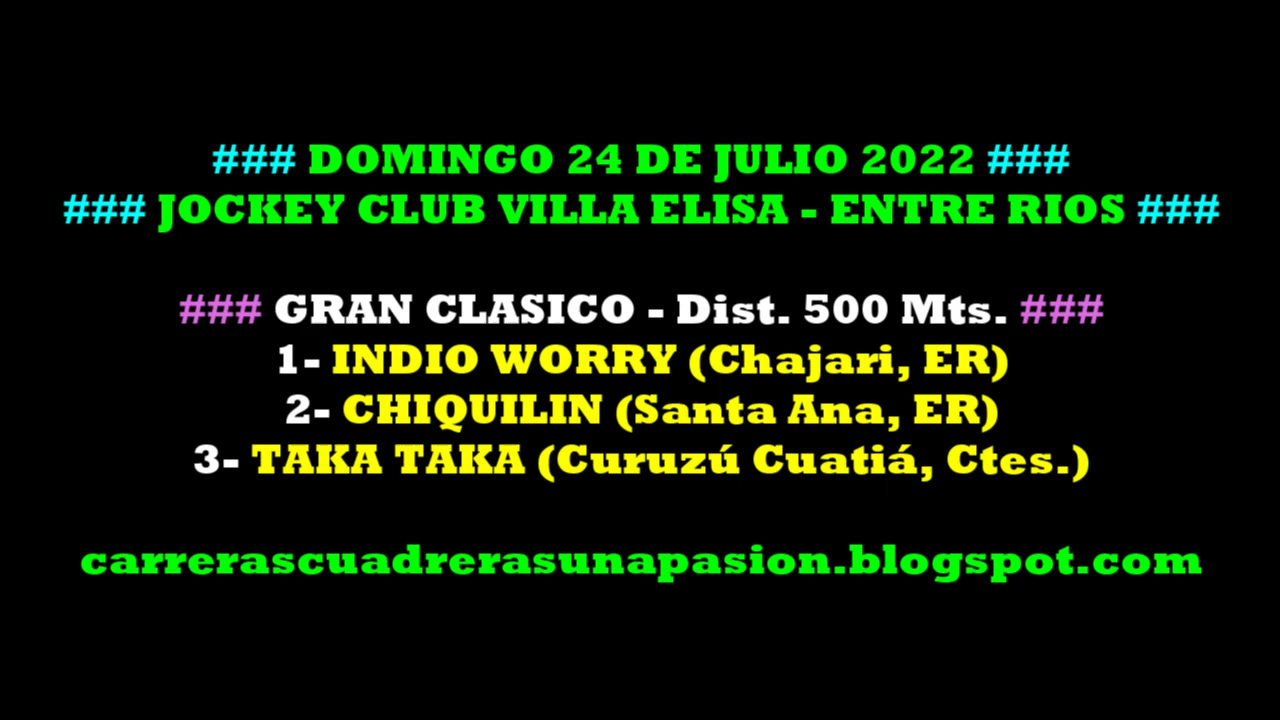 ### DOMINGO 24 DE JULIO 2022 ###
### JOCKEY CLUB VILLA ELISA - ENTRE RIOS ###
### GRAN CLASICO - Dist. 500 Mts. ###
1- INDIO WORRY (Chajari, ER)
2- CHIQUILIN (Santa Ana, ER)
3- TAKA TAKA (Curuzú Cuatiá, Ctes.)
carrerascuadrerasunapasion.blogspot.com